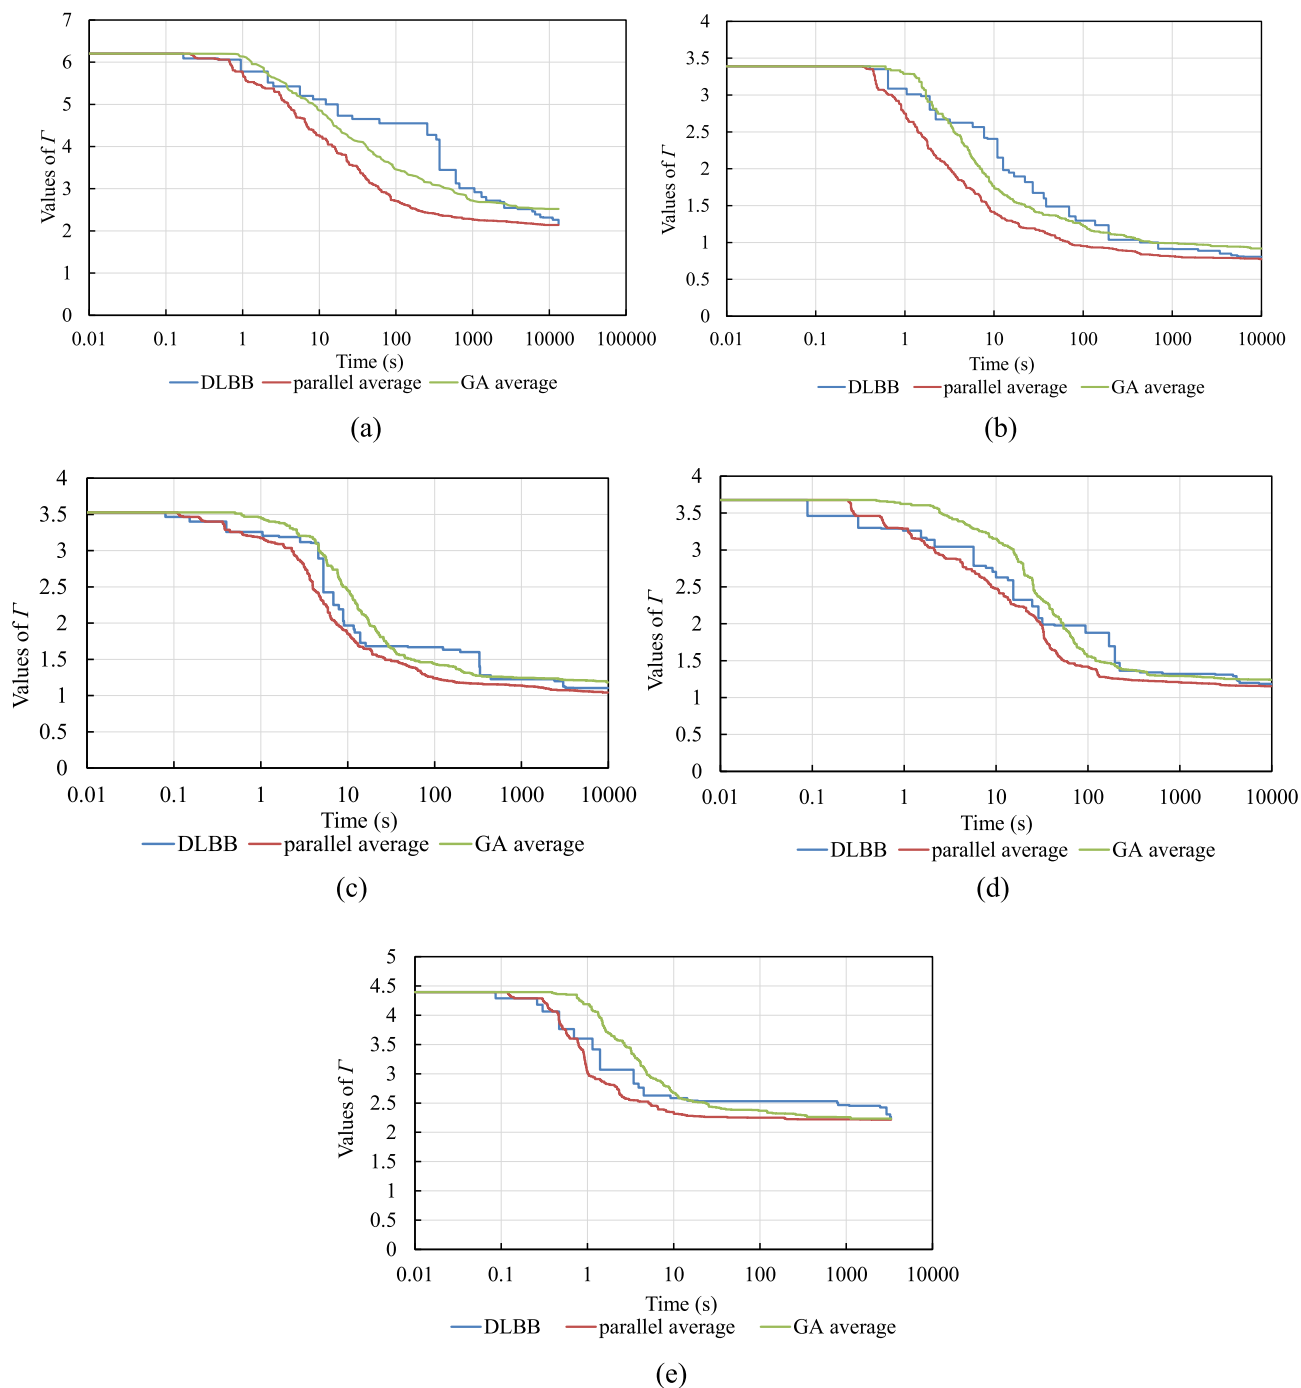 7
6
5
4
3
2
1
0
Values of Γ
0.01 0.1 1 10 100 1000 10000 100000
Time (s)
DLBB parallel average GA average
(a)
4
3.5
3
2.5
2
1.5
1
0.5
0
Values of Γ
0.01 0.1 1 10 100 1000 10000
Time (s)
DLBB parallel average GA average
(b)
4
3.5
3
2.5
2
1.5
1
0.5
0
Values of Γ
0.01 0.1 1 10 100 1000 10000
Time (s)
DLBB parallel average GA average
(c)
4
3.5
3
2.5
2
1.5
1
0.5
0
Values of Γ
0.01 0.1 1 10 100 1000 10000
Time (s)
DLBB parallel average GA average
(d)
5
4.5
4
3.5
3
2.5
2
1.5
1
0.5
0
Values of Γ
0.01 0.1 1 10 100 1000 10000
Time (s)
DLBB parallel average GA average
(e)